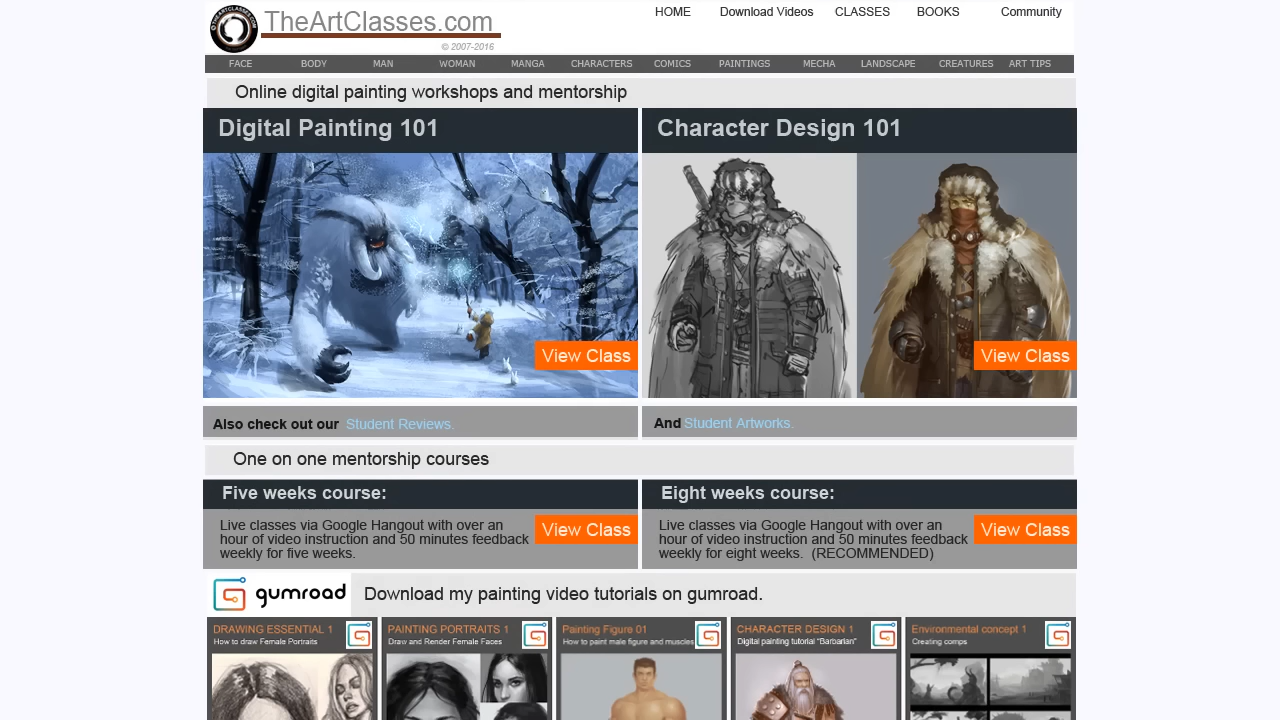 TheArtClasses.com
© 2007-2016
HOME Download Videos CLASSES BOOKS Community
FACE BODY MAN WOMAN MANGA CHARACTERS COMICS PAINTINGS MECHA LANDSCAPE CREATURES ART TIPS
Online digital painting workshops and mentorship
Digital Painting 101
View Class
Character Design 101
View Class
Also check out our Student Reviews.
And Student Artworks.
One on one mentorship courses
Five weeks course:
Live classes via Google Hangout with over an
hour of video instruction and 50 minutes feedback
weekly for five weeks.
View Class
Eight weeks course:
Live classes via Google Hangout with over an
hour of video instruction and 50 minutes feedback
weekly for eight weeks. (RECOMMENDED)
View Class
gumroad
Download my painting video tutorials on gumroad.
DRAWING ESSENTIAL 1
How to draw Female Portraits
PAINTING PORTRAITS 1
Draw and Render Female Faces
Painting Figure 01
How to paint male figure and muscles
CHARACTER DESIGN 1
Digital painting tutorial "Barbarian"
Environmental concept 1
Creating comps